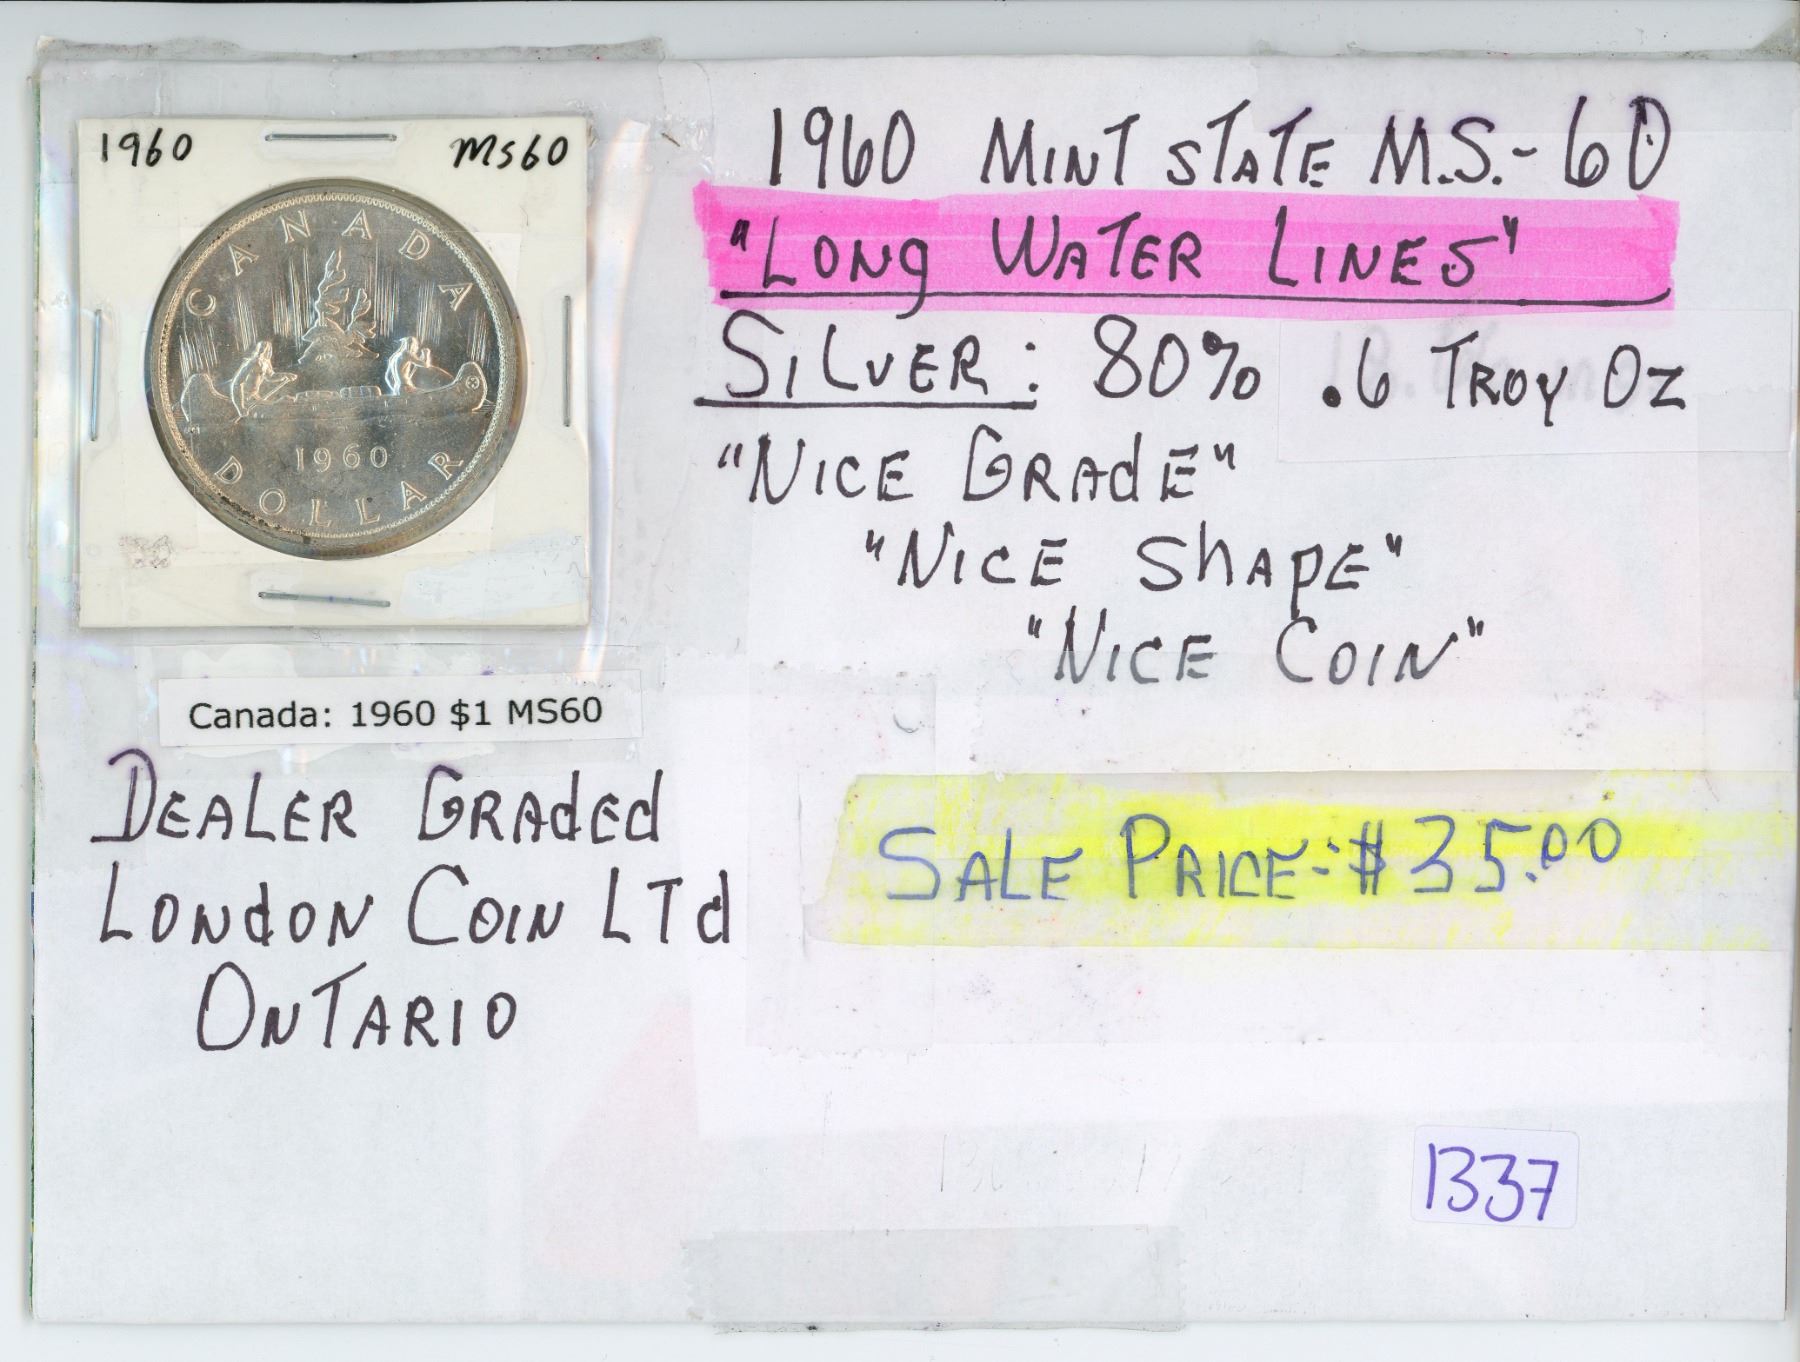 1960 MS60
CANADA
1960
DOLLAR
Canada: 1960 $1 MS60
DEALER GRADED
LONDON COIN LTd
ONTARIO
1960 MINT STATE M.S.-60
"LONG WATER LINES"
SILVER: 80% .6 TROY OZ
"NICE GRADE"
"NICE SHAPE"
"NICE COIN"
SALE PRICE:$35.00
1337